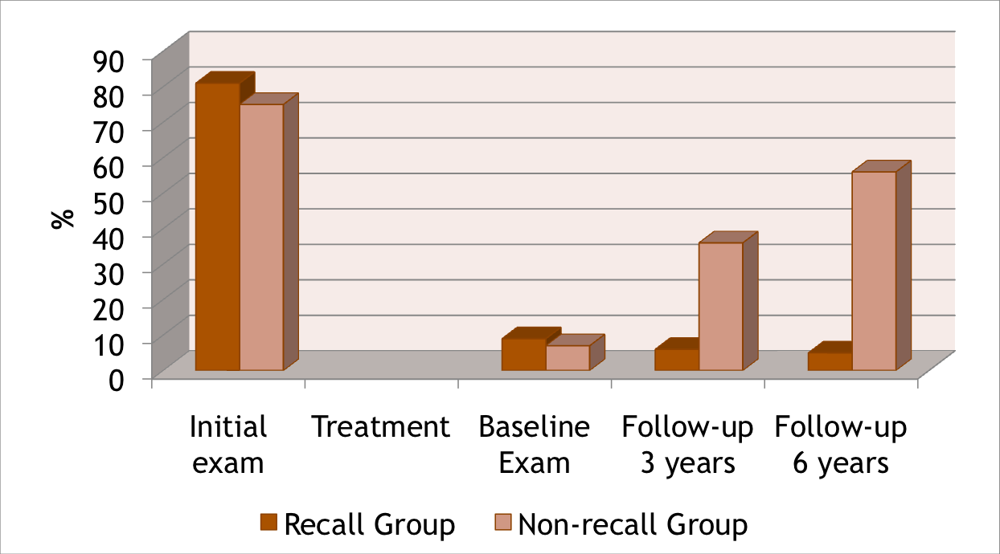 90
80
70
60
50
40
30
20
10
0
%
Initial exam
Treatment
Baseline Exam
Follow-up 3 years
Follow-up 6 years
Recall Group
Non-recall Group